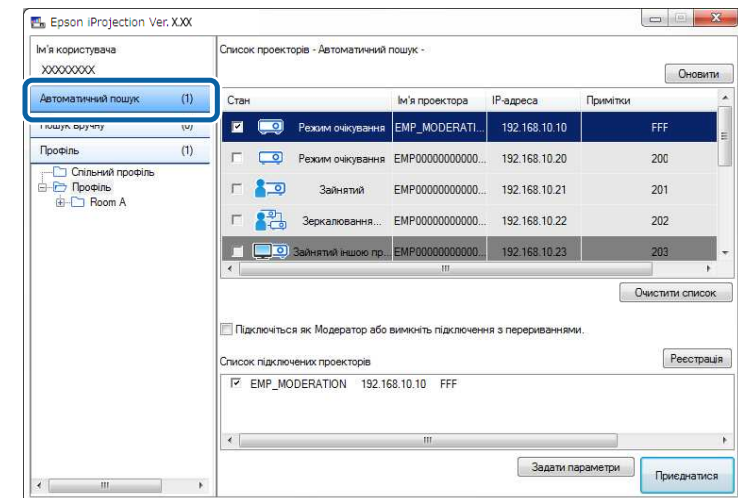 Epson iProjection Ver. X.XX
Ім'я користувача
XXXXXXXX
Автоматичний пошук (1)
Пошук вручну (0)
Профіль (1)
Спільний профіль
Профіль
Room A
Список проекторів - Автоматичний пошук -
Оновити
Стан Ім'я проектора IP-адреса Примітки
Режим очікування EMP_MODERATI... 192.168.10.10 FFF
Режим очікування EMP00000000000... 192.168.10.20 200
Зайнятий EMP00000000000... 192.168.10.21 201
Зеркалювання... EMP00000000000... 192.168.10.22 202
Зайнятий іншою пр... EMP00000000000... 192.168.10.23 203
Очистити список
Підключіться як Модератор або вимкніть підключення з перериваннями.
Список підключених проекторів
Реєстрація
EMP_MODERATION 192.168.10.10 FFF
Задати параметри
Приєднатися